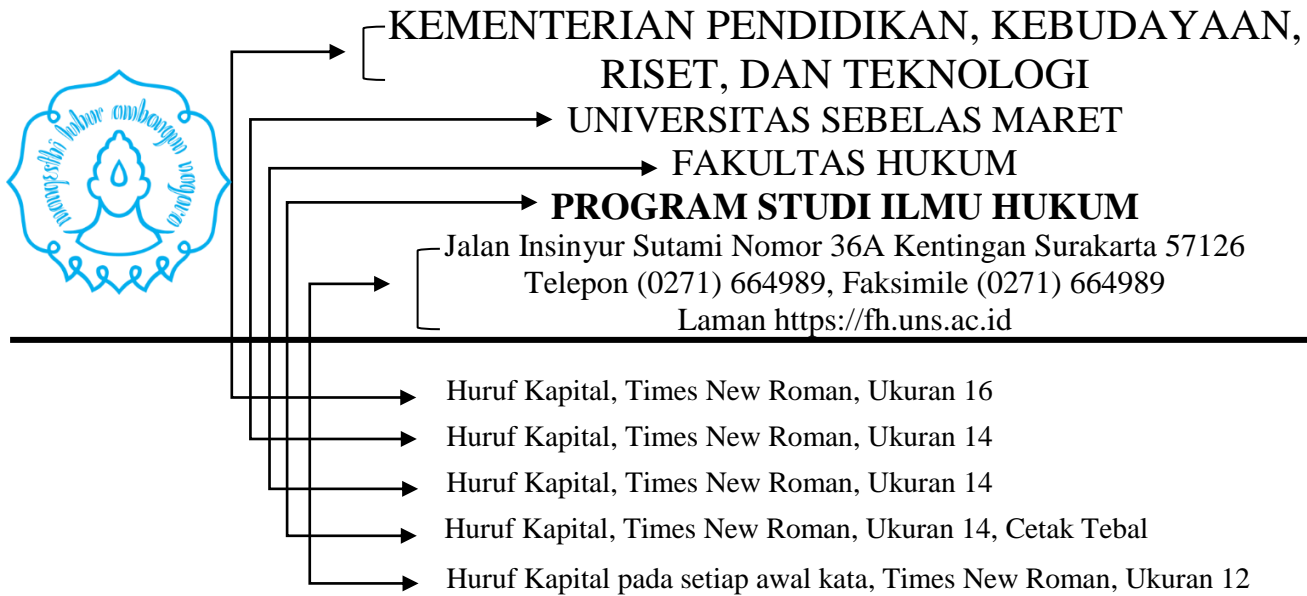 KEMENTERIAN PENDIDIKAN, KEBUDAYAAN,
RISET, DAN TEKNOLOGI
UNIVERSITAS SEBELAS MARET
FAKULTAS HUKUM
PROGRAM STUDI ILMU HUKUM
Jalan Insinyur Sutami Nomor 36A Kentingan Surakarta 57126
Telepon (0271) 664989, Faksimile (0271) 664989
Laman https://fh.uns.ac.id
mangesthi luhur ambangun nagara
Huruf Kapital, Times New Roman, Ukuran 16
Huruf Kapital, Times New Roman, Ukuran 14
Huruf Kapital, Times New Roman, Ukuran 14
Huruf Kapital, Times New Roman, Ukuran 14, Cetak Tebal
Huruf Kapital pada setiap awal kata, Times New Roman, Ukuran 12